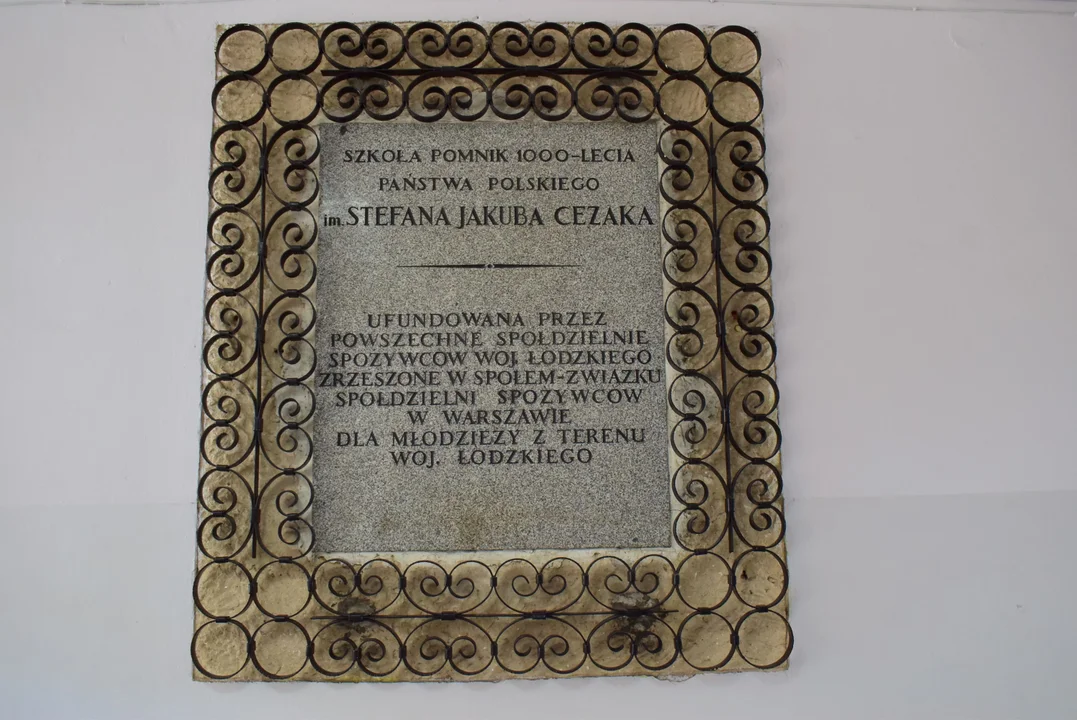 SZKOŁA POMNIK 1000-LECIA
PAŃSTWA POLSKIEGO
im. STEFANA JAKUBA CEZAKA
UFUNDOWANA PRZEZ
POWSZECHNE SPÓŁDZIELNIE
SPOŻYWCÓW WOJ. ŁÓDZKIEGO
ZRZESZONE W SPOŁEM-ZWIĄZKU
SPÓŁDZIELNI SPOŻYWCÓW
W WARSZAWIE
DLA MŁODZIEŻY Z TERENU
WOJ. ŁÓDZKIEGO